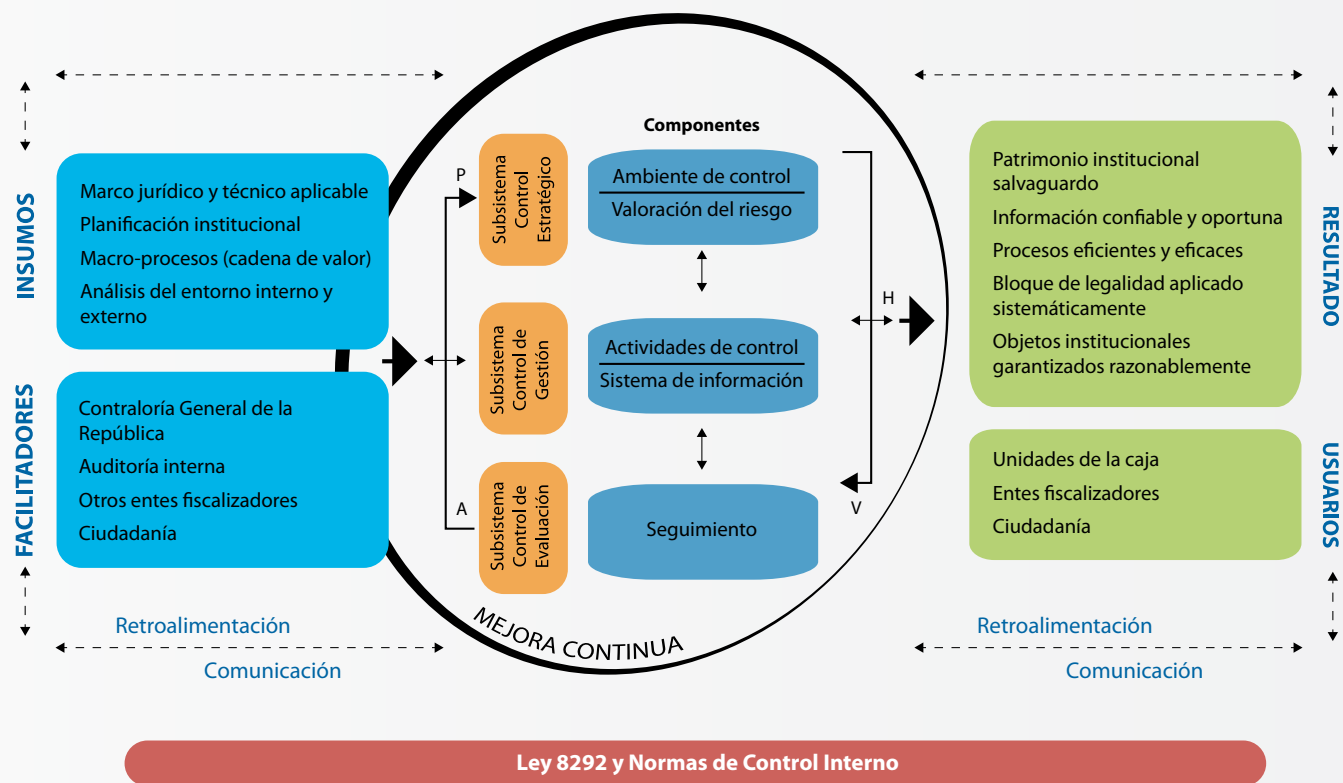 INSUMOS
Marco jurídico y técnico aplicable
Planificación institucional
Macro-procesos (cadena de valor)
Análisis del entorno interno y
externo
FACILITADORES
Contraloría General de la
República
Auditoría interna
Otros entes fiscalizadores
Ciudadanía
Retroalimentación
Comunicación
P
A
Subsistema
Control
Estratégico
Subsistema
Control de
Gestión
Subsistema
Control de
Evaluación
Componentes
Ambiente de control
Valoración del riesgo
Actividades de control
Sistema de información
Seguimiento
H
V
MEJORA CONTINUA
Patrimonio institucional
salvaguardo
Información confiable y oportuna
Procesos eficientes y eficaces
Bloque de legalidad aplicado
sistemáticamente
Objetos institucionales
garantizados razonablemente
RESULTADO
Unidades de la caja
Entes fiscalizadores
Ciudadanía
USUARIOS
Retroalimentación
Comunicación
Ley 8292 y Normas de Control Interno